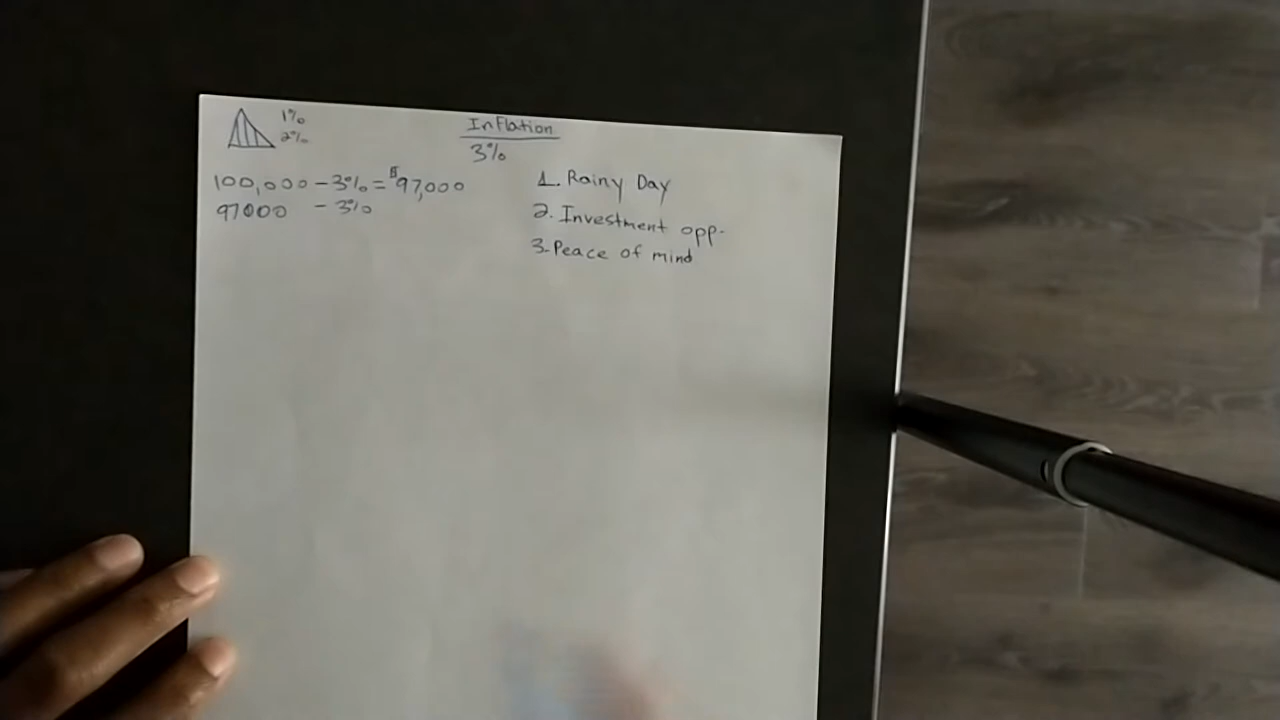 1%
2%
Inflation
3%
100,000 - 3% = $97,000
97000 - 3%
1. Rainy Day
2. Investment opp.
3. Peace of mind